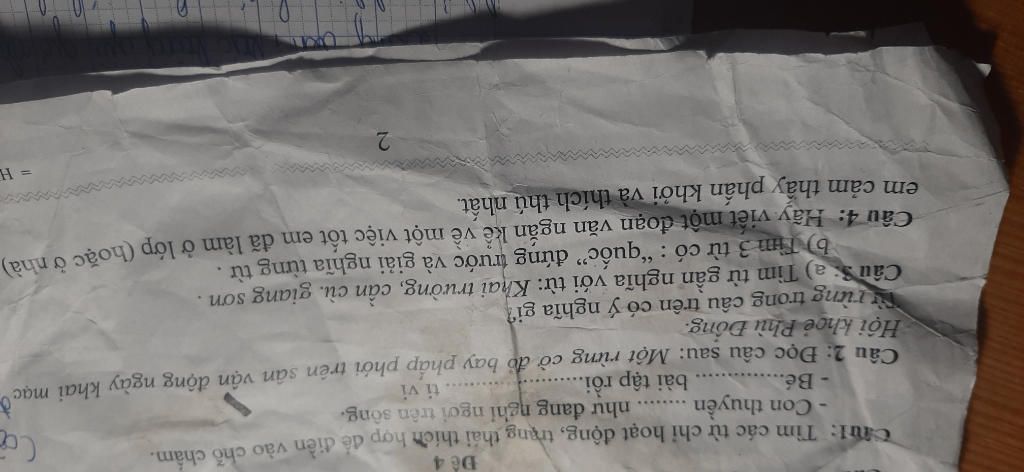 Đề 4
Câu1: Tìm các từ chỉ hoạt động, trạng thái thích hợp để điền vào chỗ chấm.
- Con thuyền ......... như đang nghỉ ngơi trên sông.
- Bé................ bài tập rồi........................ti vi
Câu 2: Đọc câu sau: Một rừng cờ đỏ bay phấp phới trên sân vận động ngày khai mạc
Hội khoẻ Phù Đổng.
Từ rừng trong câu trên có ý nghĩa gì?
Câu 3: a) Tìm từ gần nghĩa với từ: Khai trường, cần cù, giang sơn .
b) Tìm 3 từ có : “quốc” đứng trước và giải nghĩa từng từ .
Câu 4: Hãy viết một đoạn văn ngắn kể về một việc tốt em đã làm ở lớp (hoặc ở nhà)
em cảm thấy phấn khởi và thích thú nhất.
= H
2